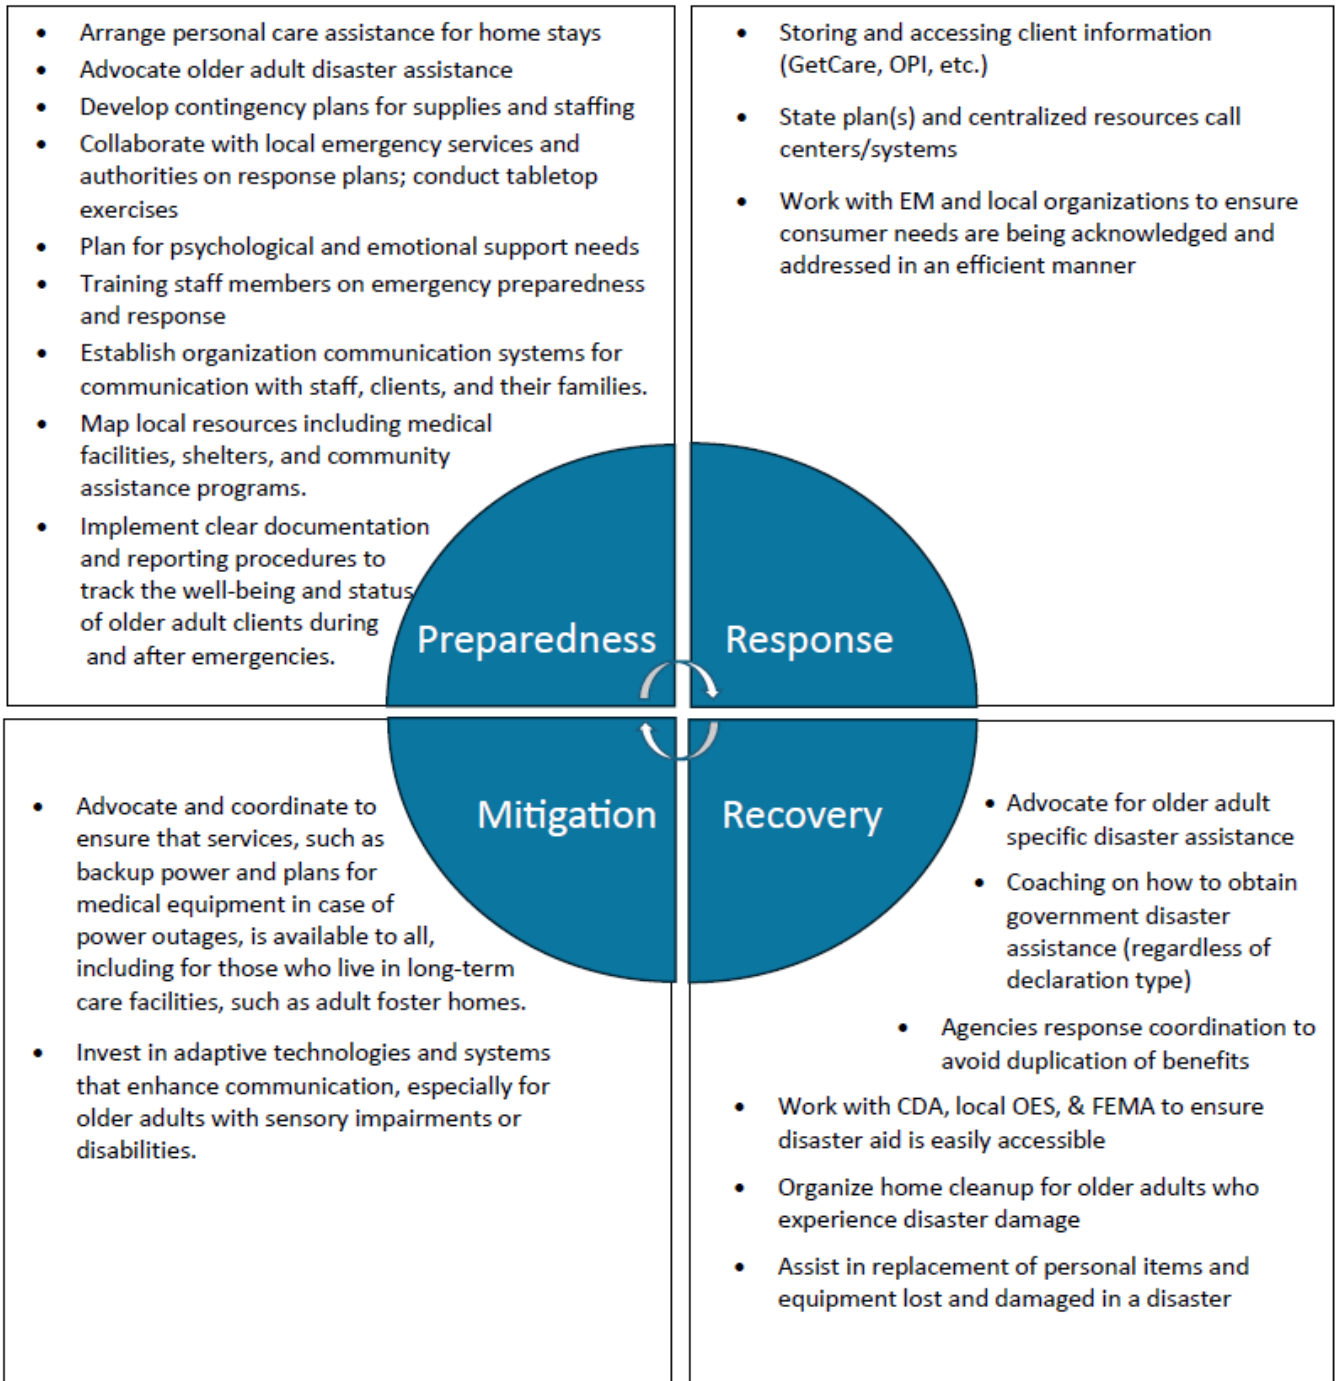 • Arrange personal care assistance for home stays
• Advocate older adult disaster assistance
• Develop contingency plans for supplies and staffing
• Collaborate with local emergency services and
authorities on response plans; conduct tabletop
exercises
• Plan for psychological and emotional support needs
• Training staff members on emergency preparedness
and response
• Establish organization communication systems for
communication with staff, clients, and their families.
• Map local resources including medical
facilities, shelters, and community
assistance programs.
• Implement clear documentation
and reporting procedures to
track the well-being and status
of older adult clients during
and after emergencies.
Preparedness
• Storing and accessing client information
(GetCare, OPI, etc.)
• State plan(s) and centralized resources call
centers/systems
• Work with EM and local organizations to ensure
consumer needs are being acknowledged and
addressed in an efficient manner
Response
• Advocate and coordinate to
ensure that services, such as
backup power and plans for
medical equipment in case of
power outages, is available to all,
including for those who live in long-term
care facilities, such as adult foster homes.
• Invest in adaptive technologies and systems
that enhance communication, especially for
older adults with sensory impairments or
disabilities.
Mitigation
Recovery
• Advocate for older adult
specific disaster assistance
• Coaching on how to obtain
government disaster
assistance (regardless of
declaration type)
• Agencies response coordination to
avoid duplication of benefits
• Work with CDA, local OES, & FEMA to ensure
disaster aid is easily accessible
• Organize home cleanup for older adults who
experience disaster damage
• Assist in replacement of personal items and
equipment lost and damaged in a disaster